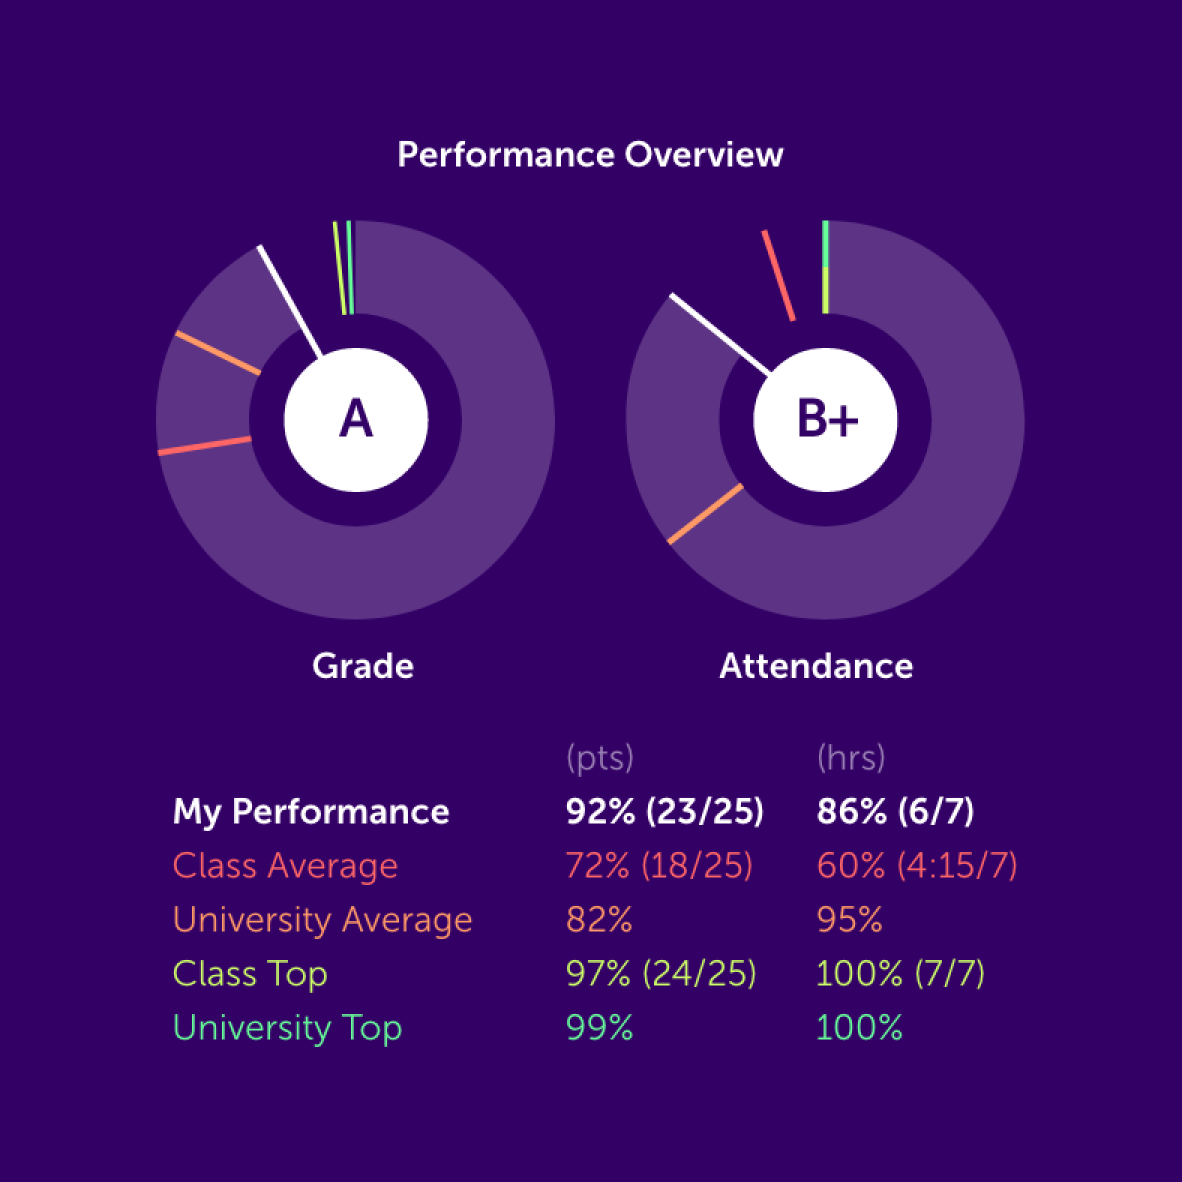 Performance Overview
A
B+
Grade
Attendance
(pts) (hrs)
My Performance 92% (23/25) 86% (6/7)
Class Average 72% (18/25) 60% (4:15/7)
University Average 82% 95%
Class Top 97% (24/25) 100% (7/7)
University Top 99% 100%